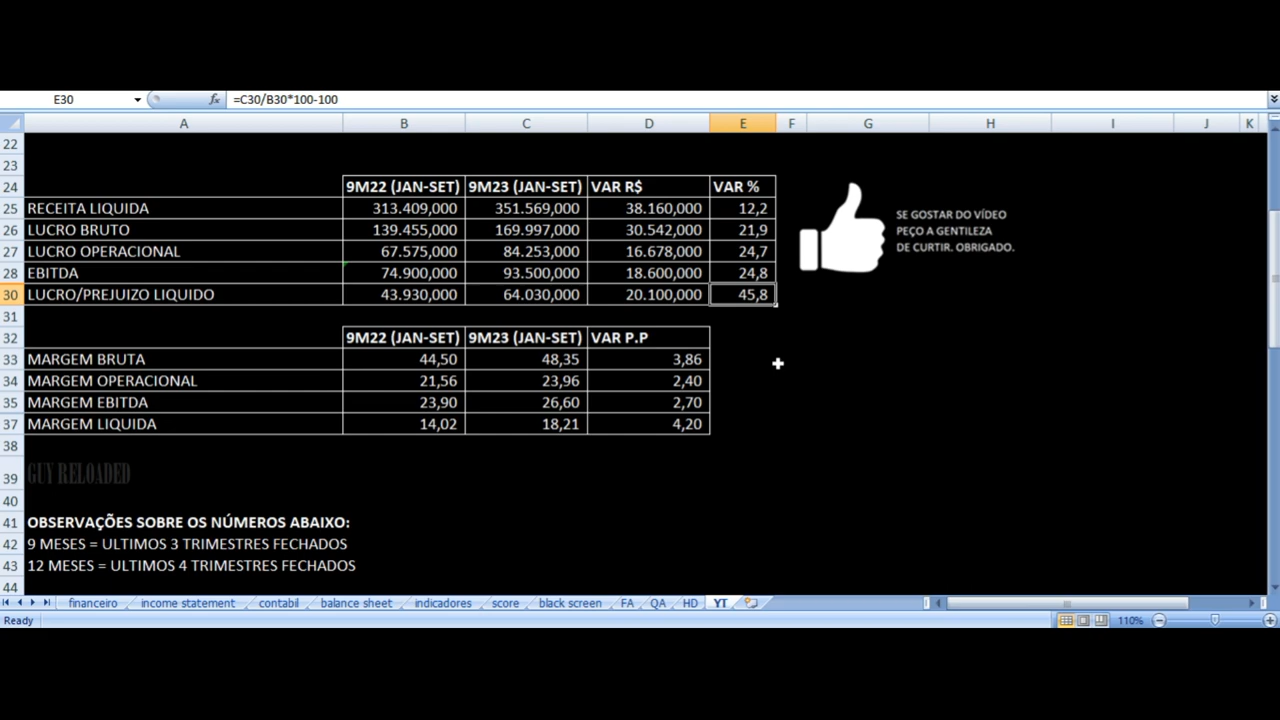 E30 fx =C30/B30*100-100
A B C D E F G H I J K
22
23
24 9M22 (JAN-SET) 9M23 (JAN-SET) VAR R$ VAR %
25 RECEITA LIQUIDA 313.409,000 351.569,000 38.160,000 12,2
26 LUCRO BRUTO 139.455,000 169.997,000 30.542,000 21,9
27 LUCRO OPERACIONAL 67.575,000 84.253,000 16.678,000 24,7
28 EBITDA 74.900,000 93.500,000 18.600,000 24,8
30 LUCRO/PREJUIZO LIQUIDO 43.930,000 64.030,000 20.100,000 45,8
SE GOSTAR DO VÍDEO
PEÇO A GENTILEZA
DE CURTIR. OBRIGADO.
31
32 9M22 (JAN-SET) 9M23 (JAN-SET) VAR P.P
33 MARGEM BRUTA 44,50 48,35 3,86
34 MARGEM OPERACIONAL 21,56 23,96 2,40
35 MARGEM EBITDA 23,90 26,60 2,70
37 MARGEM LIQUIDA 14,02 18,21 4,20
38
39 GUY RELOADED
40
41 OBSERVAÇÕES SOBRE OS NÚMEROS ABAIXO:
42 9 MESES = ULTIMOS 3 TRIMESTRES FECHADOS
43 12 MESES = ULTIMOS 4 TRIMESTRES FECHADOS
44
financeiro income statement contabil balance sheet indicadores score black screen FA QA HD YT
Ready 110%